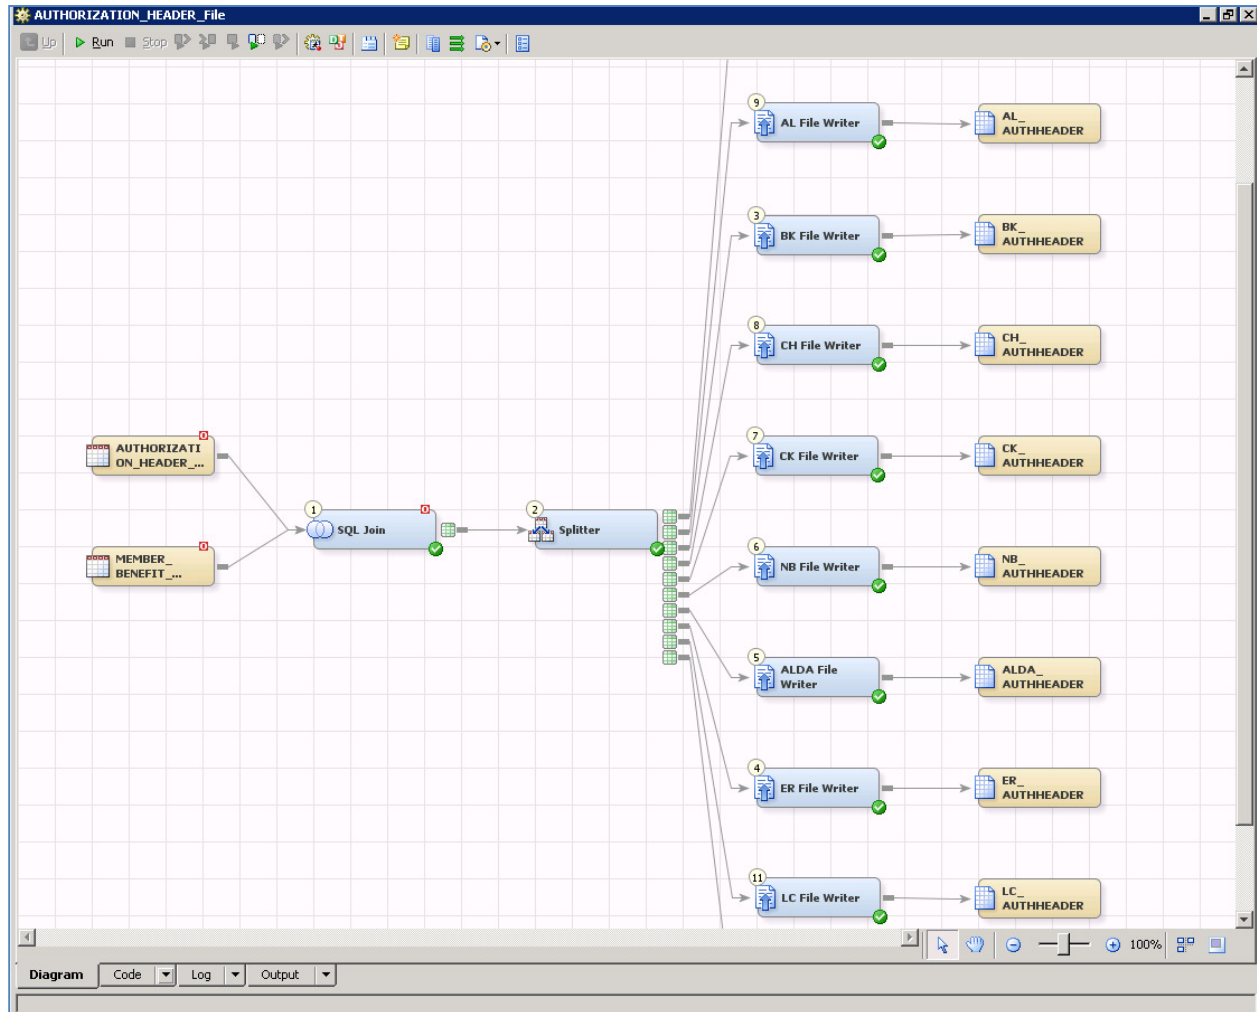 AUTHORIZATION_HEADER_File
Up Run Stop
9
AL File Writer
AL_
AUTHHEADER
3
BK File Writer
BK_
AUTHHEADER
8
CH File Writer
CH_
AUTHHEADER
7
CK File Writer
CK_
AUTHHEADER
AUTHORIZATI
ON_HEADER_...
1
SQL Join
2
Splitter
MEMBER_
BENEFIT_...
6
NB File Writer
NB_
AUTHHEADER
5
ALDA File
Writer
ALDA_
AUTHHEADER
4
ER File Writer
ER_
AUTHHEADER
11
LC File Writer
LC_
AUTHHEADER
100%
Diagram Code Log Output